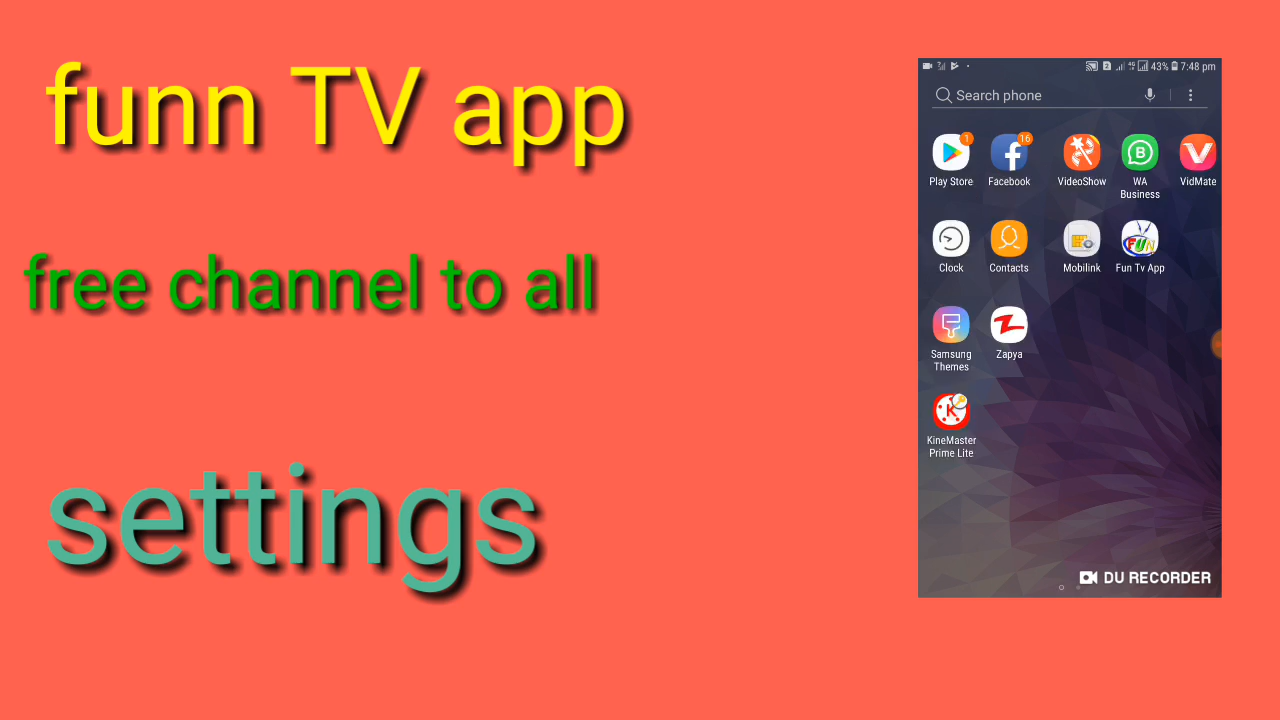 funn TV app
free channel to all
settings
43% 7:48 pm
Search phone
1 16
Play Store Facebook VideoShow WA Business VidMate
Clock Contacts Mobilink FUN Fun Tv App
Samsung Themes Zapya
K
KineMaster Prime Lite
DU RECORDER